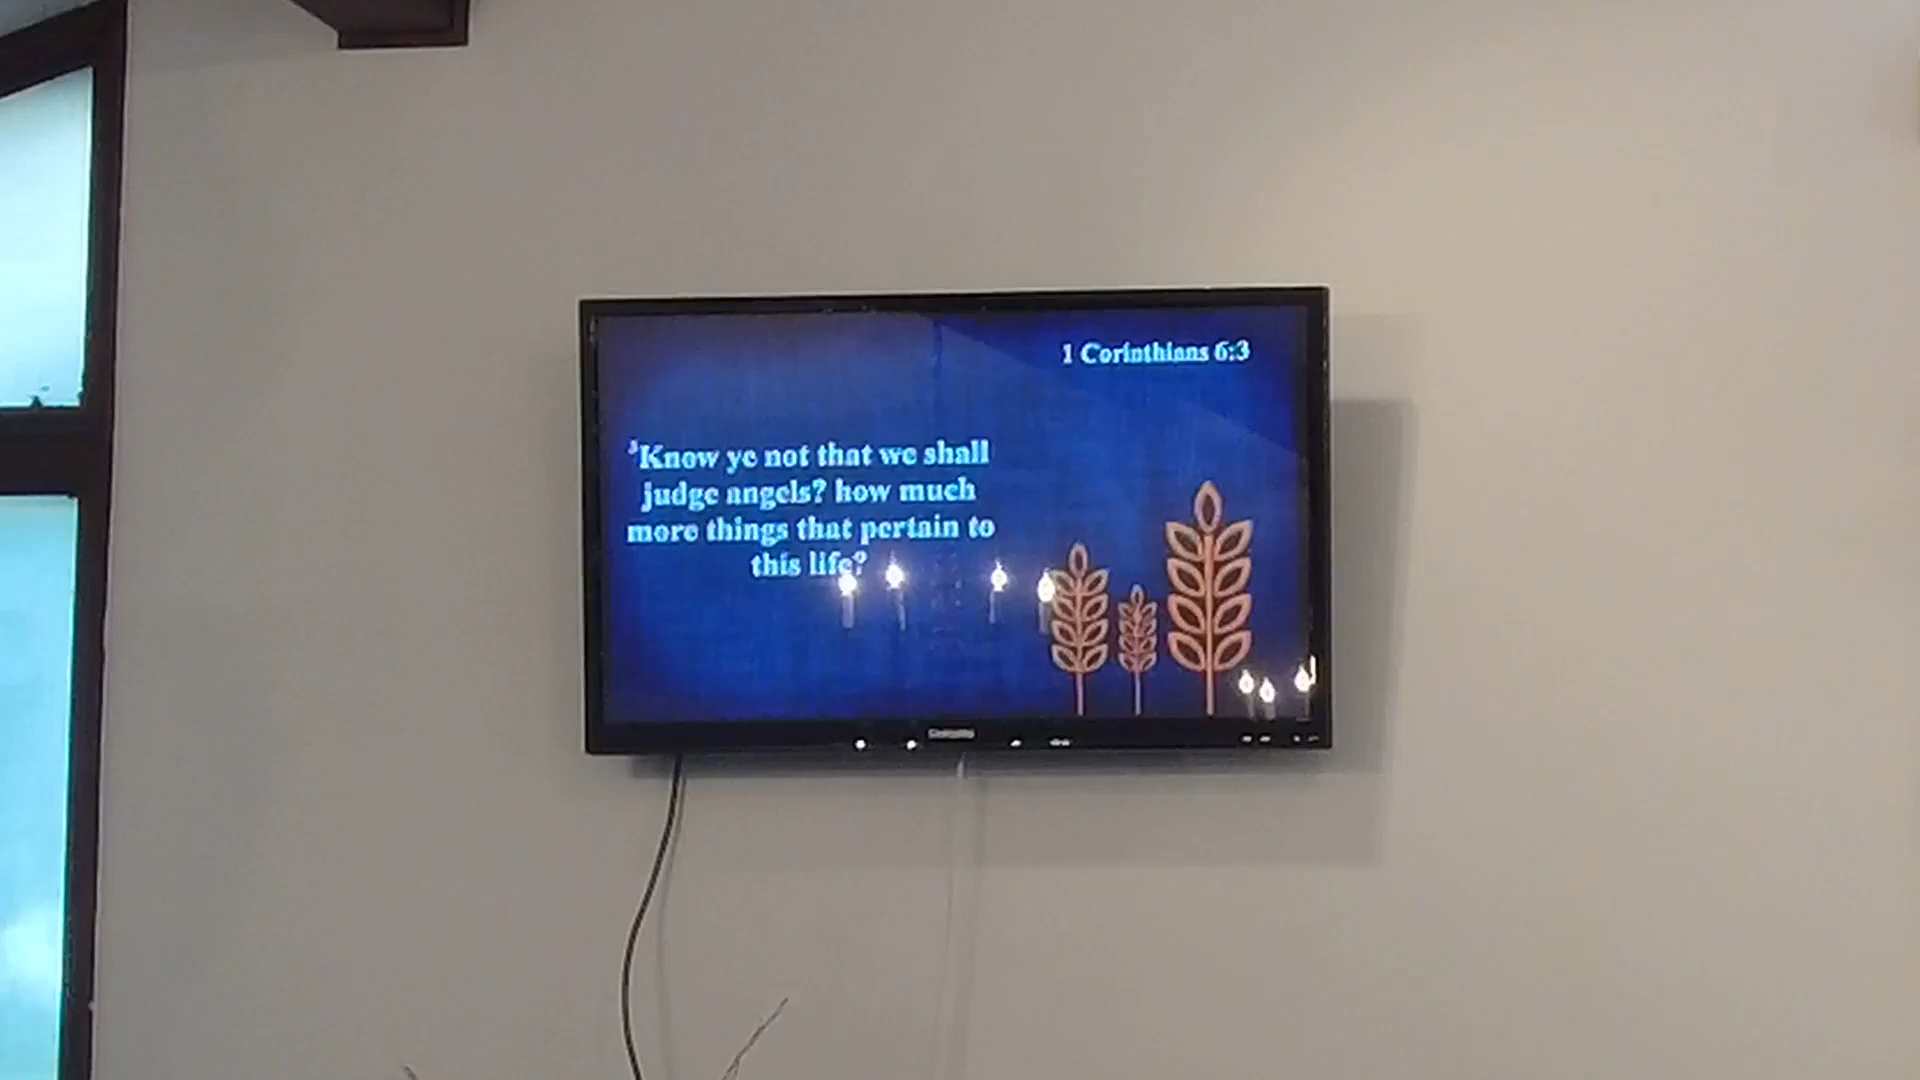 1 Corinthians 6:3
³Know ye not that we shall
judge angels? how much
more things that pertain to
this life?